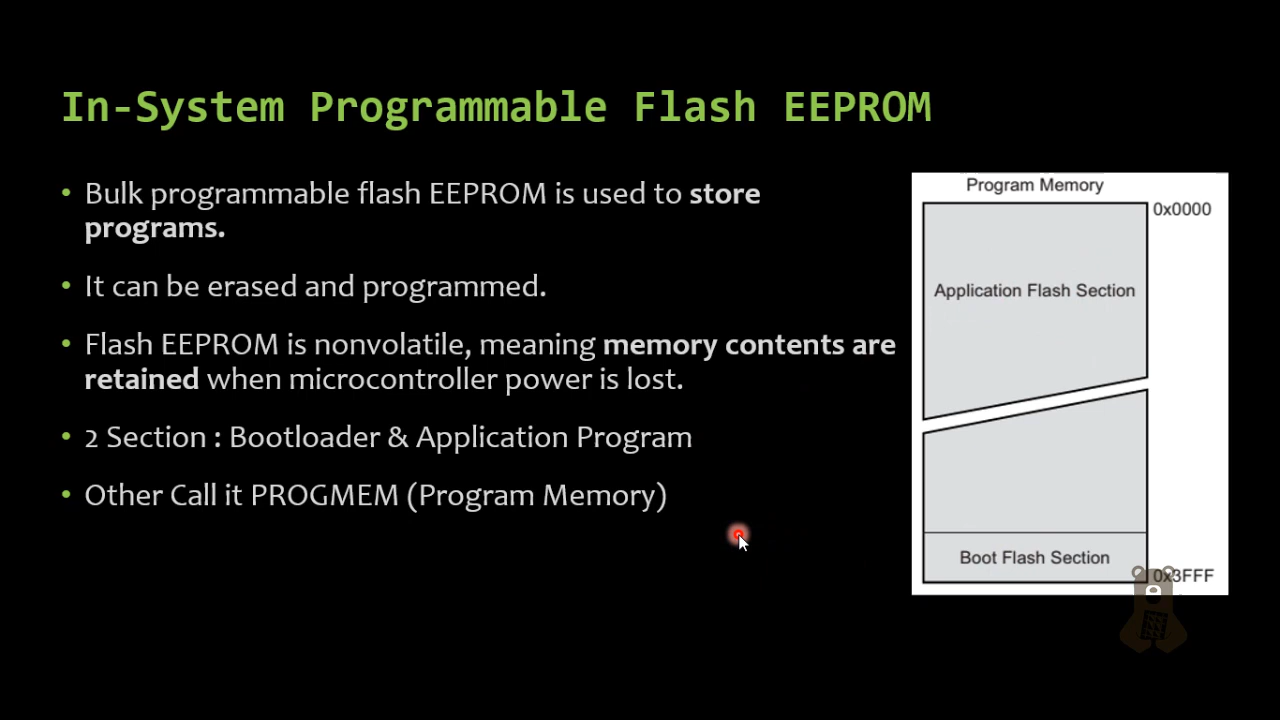 In-System Programmable Flash EEPROM
• Bulk programmable flash EEPROM is used to store
programs.
• It can be erased and programmed.
• Flash EEPROM is nonvolatile, meaning memory contents are
retained when microcontroller power is lost.
• 2 Section : Bootloader & Application Program
• Other Call it PROGMEM (Program Memory)
Program Memory
0x0000
Application Flash Section
Boot Flash Section
0x3FFF